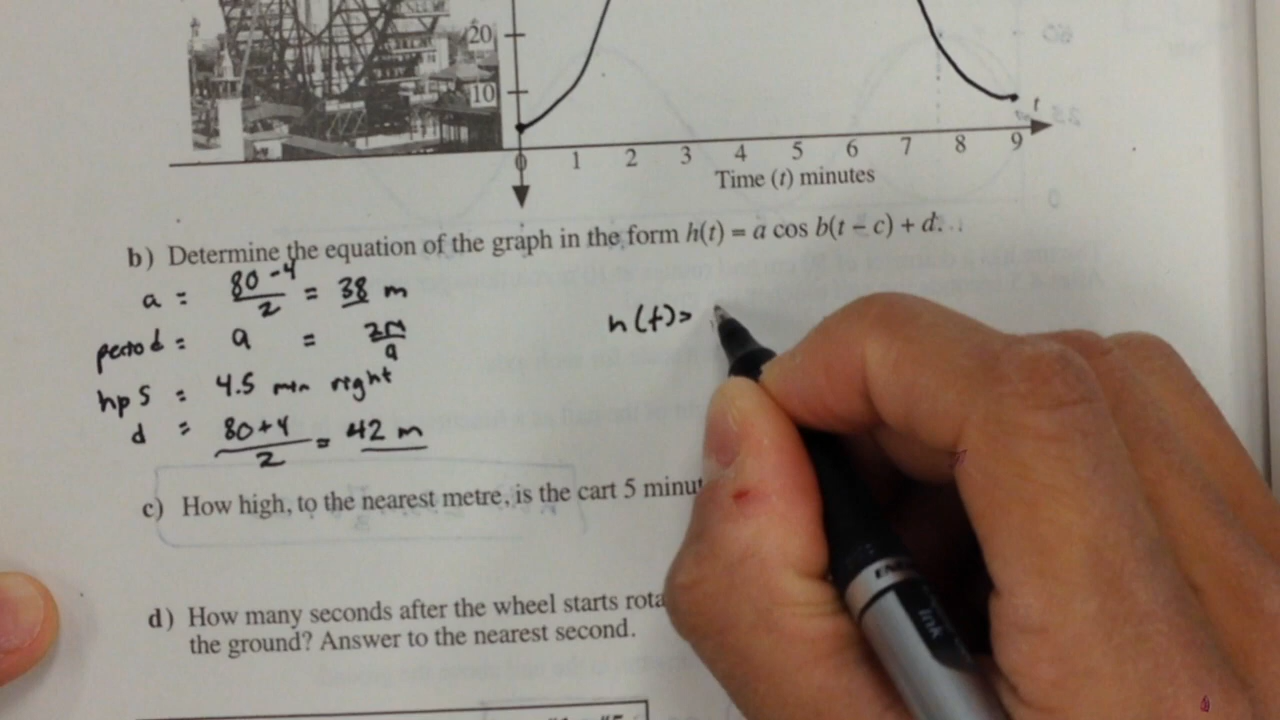 20
10
t
0 1 2 3 4 5 6 7 8 9
Time (t) minutes
b) Determine the equation of the graph in the form h(t) = a cos b(t − c) + d.
a = 80-4 / 2 = 38 m
period = 9 = 2π / 9
hps = 4.5 min right
d = 80+4 / 2 = 42 m
h(t)=
c) How high, to the nearest metre, is the cart 5 minut
d) How many seconds after the wheel starts rota
the ground? Answer to the nearest second.
ink